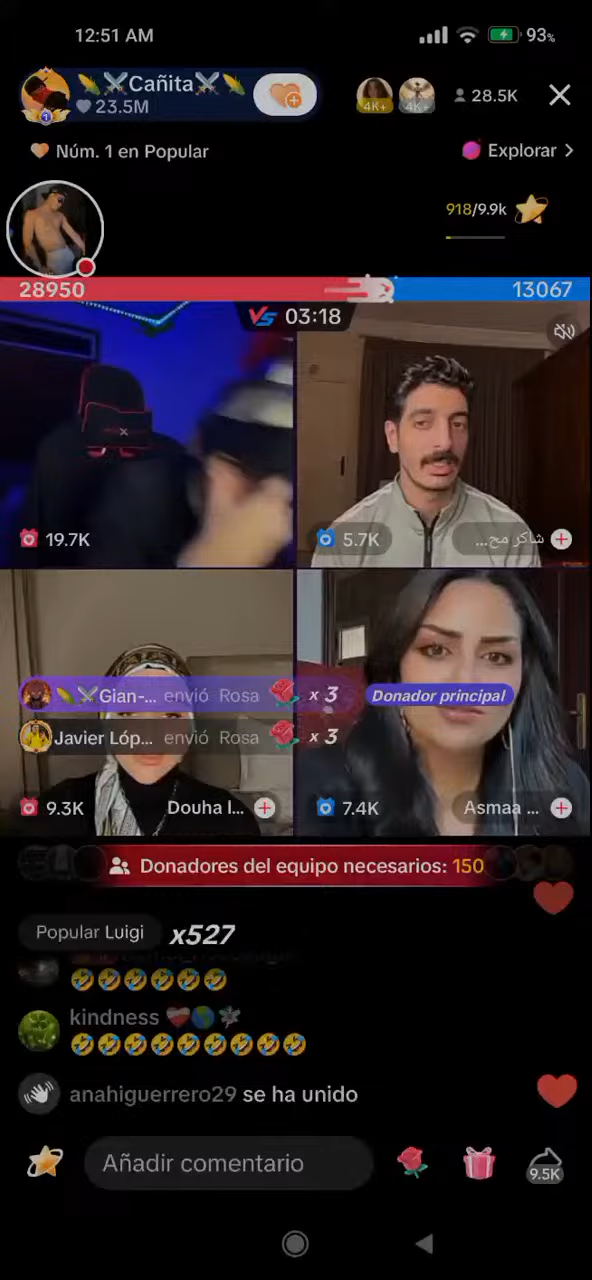 12:51 AM
93%
🌽⚔️Cañita⚔️🌽
23.5M
4K+
4K+
28.5K
Núm. 1 en Popular
Explorar >
918/9.9k
28950
13067
VS 03:18
19.7K
5.7K
شاكر مح...
🌽⚔️Gian-... envió Rosa x 3
Donador principal
Javier Lóp... envió Rosa x 3
9.3K
Douha I...
7.4K
Asmaa ...
Donadores del equipo necesarios: 150
Popular Luigi x527
🤣🤣🤣🤣🤣🤣
kindness ❤️‍🩹🌎
🤣🤣🤣🤣🤣🤣🤣🤣🤣
anahiguerrero29 se ha unido
Añadir comentario
9.5K